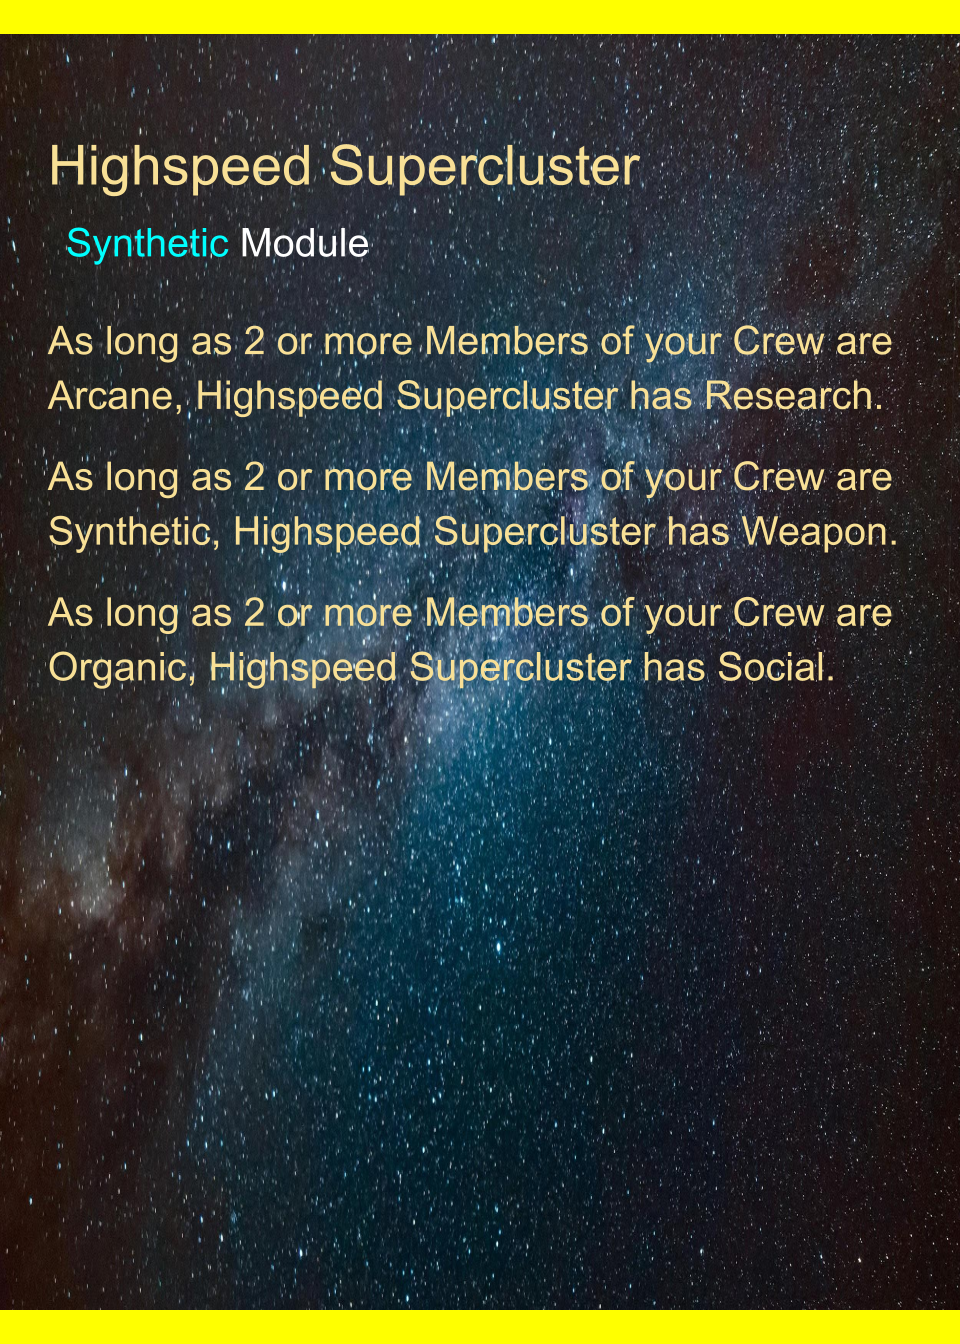 Highspeed Supercluster
Synthetic Module
As long as 2 or more Members of your Crew are
Arcane, Highspeed Supercluster has Research.
As long as 2 or more Members of your Crew are
Synthetic, Highspeed Supercluster has Weapon.
As long as 2 or more Members of your Crew are
Organic, Highspeed Supercluster has Social.